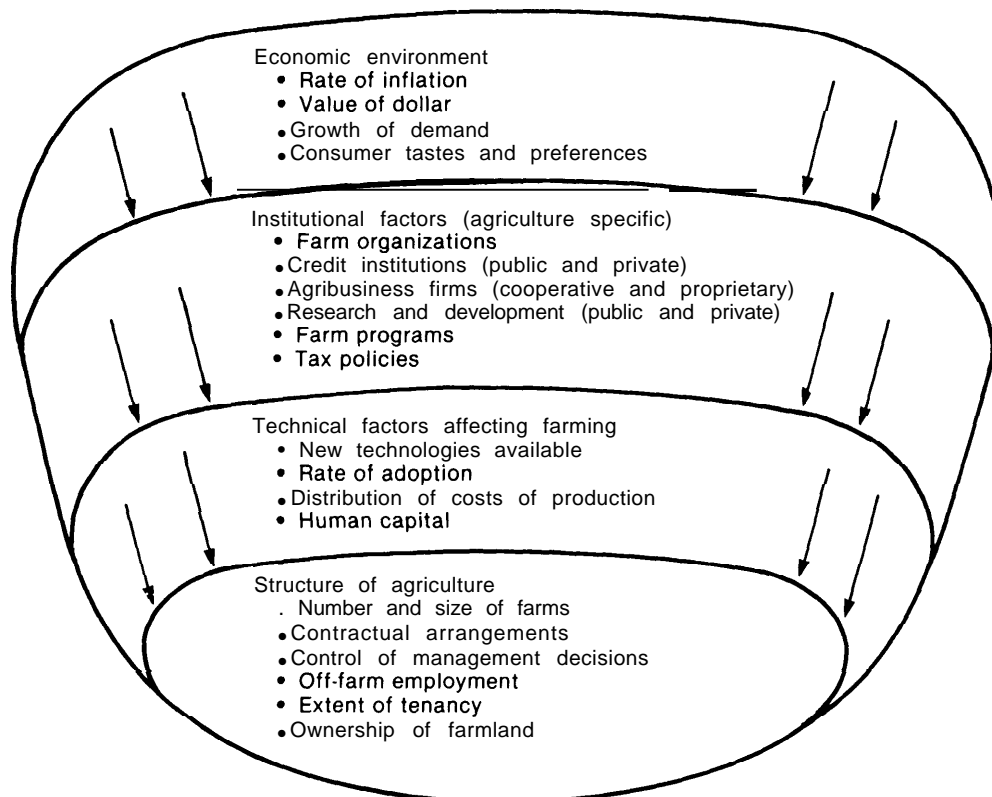 Economic environment
• Rate of inflation
• Value of dollar
• Growth of demand
• Consumer tastes and preferences
Institutional factors (agriculture specific)
• Farm organizations
• Credit institutions (public and private)
• Agribusiness firms (cooperative and proprietary)
• Research and development (public and private)
• Farm programs
• Tax policies
Technical factors affecting farming
• New technologies available
• Rate of adoption
• Distribution of costs of production
• Human capital
Structure of agriculture
. Number and size of farms
• Contractual arrangements
• Control of management decisions
• Off-farm employment
• Extent of tenancy
• Ownership of farmland